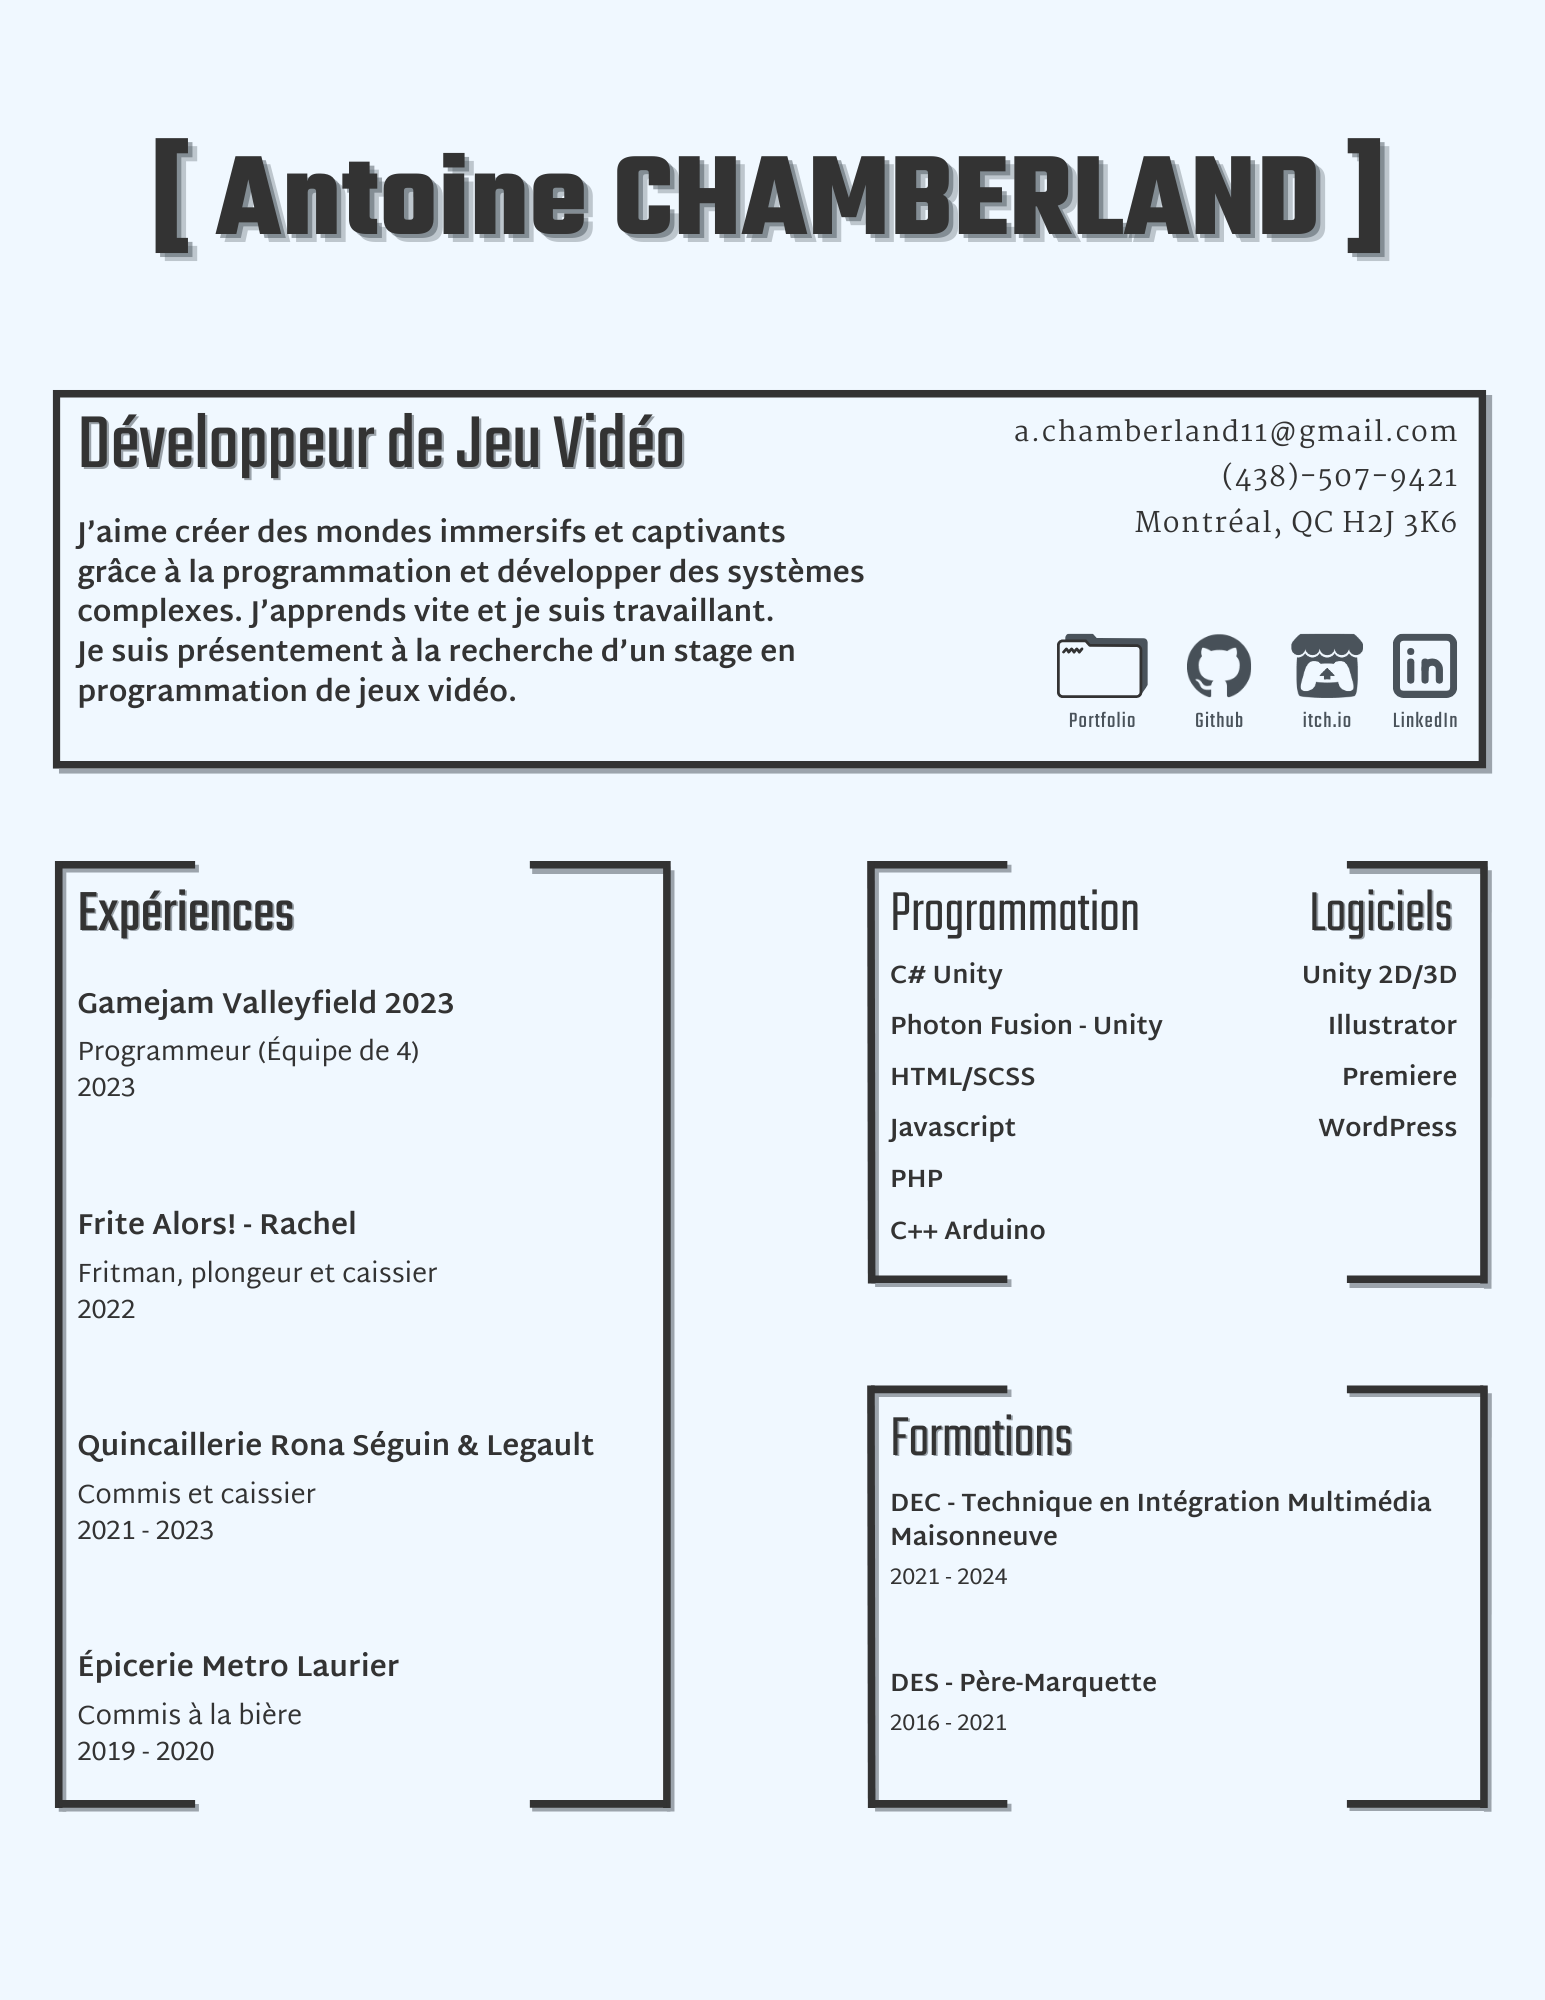 [ Antoine CHAMBERLAND ]
Développeur de Jeu Vidéo
J’aime créer des mondes immersifs et captivants
grâce à la programmation et développer des systèmes
complexes. J’apprends vite et je suis travaillant.
Je suis présentement à la recherche d’un stage en
programmation de jeux vidéo.
a.chamberland11@gmail.com
(438)-507-9421
Montréal, QC H2J 3K6
Portfolio
Github
itch.io
LinkedIn
Expériences
Gamejam Valleyfield 2023
Programmeur (Équipe de 4)
2023
Frite Alors! - Rachel
Fritman, plongeur et caissier
2022
Quincaillerie Rona Séguin & Legault
Commis et caissier
2021 - 2023
Épicerie Metro Laurier
Commis à la bière
2019 - 2020
Programmation
C# Unity
Photon Fusion - Unity
HTML/SCSS
Javascript
PHP
C++ Arduino
Logiciels
Unity 2D/3D
Illustrator
Premiere
WordPress
Formations
DEC - Technique en Intégration Multimédia
Maisonneuve
2021 - 2024
DES - Père-Marquette
2016 - 2021